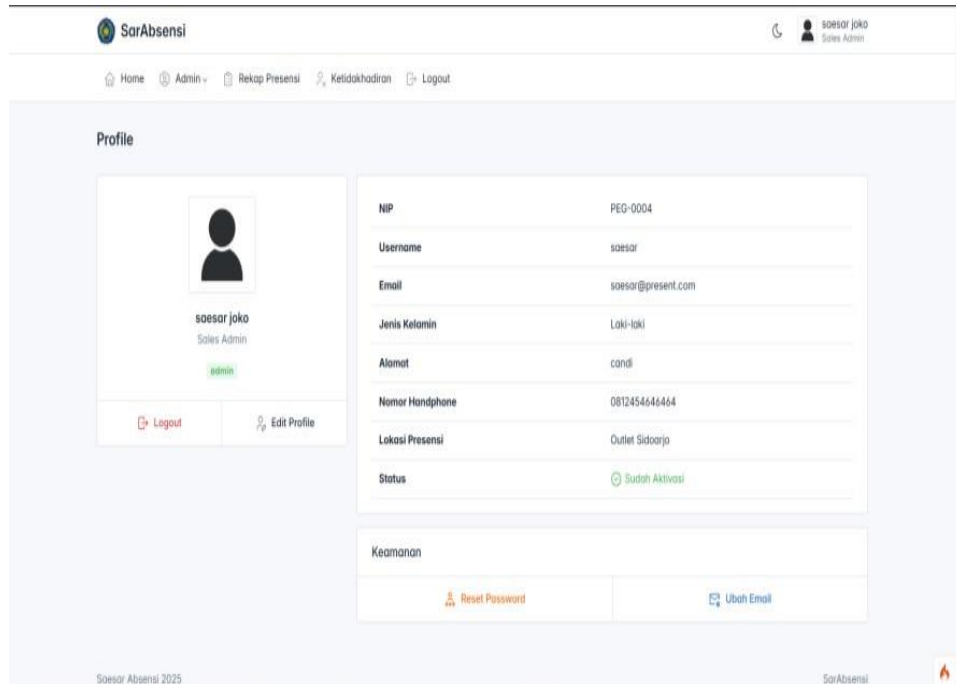 SarAbsensi
saesar joko
Sales Admin
Home Admin Rekap Presensi Ketidakhadiran Logout
Profile
saesar joko
Sales Admin
admin
Logout Edit Profile
NIP PEG-0004
Username saesar
Email saesar@present.com
Jenis Kelamin Laki-laki
Alamat candi
Nomor Handphone 0812454646464
Lokasi Presensi Outlet Sidoarjo
Status Sudah Aktivasi
Keamanan
Reset Password Ubah Email
Saesar Absensi 2025 SarAbsensi